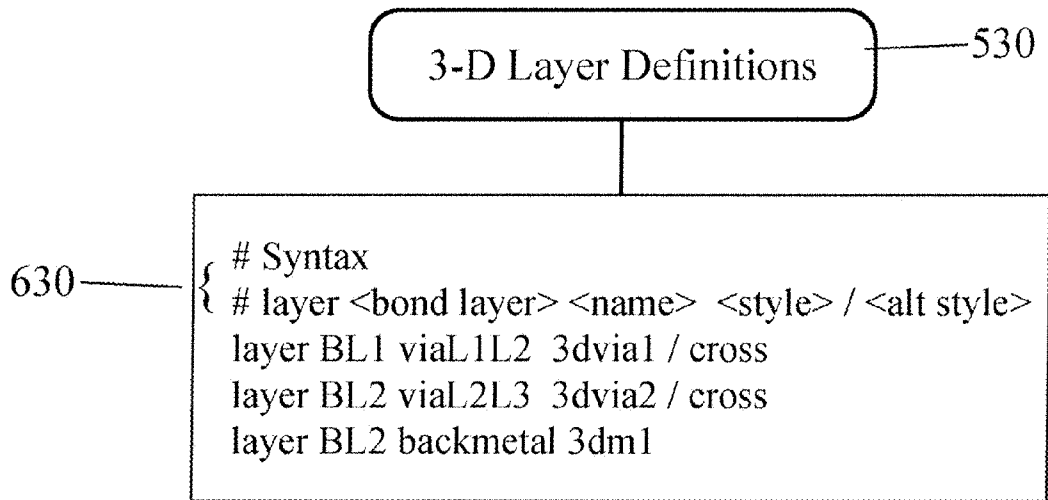 3-D Layer Definitions
530
630
# Syntax
# layer <bond layer> <name> <style> / <alt style>
layer BL1 viaL1L2 3dvia1 / cross
layer BL2 viaL2L3 3dvia2 / cross
layer BL2 backmetal 3dm1